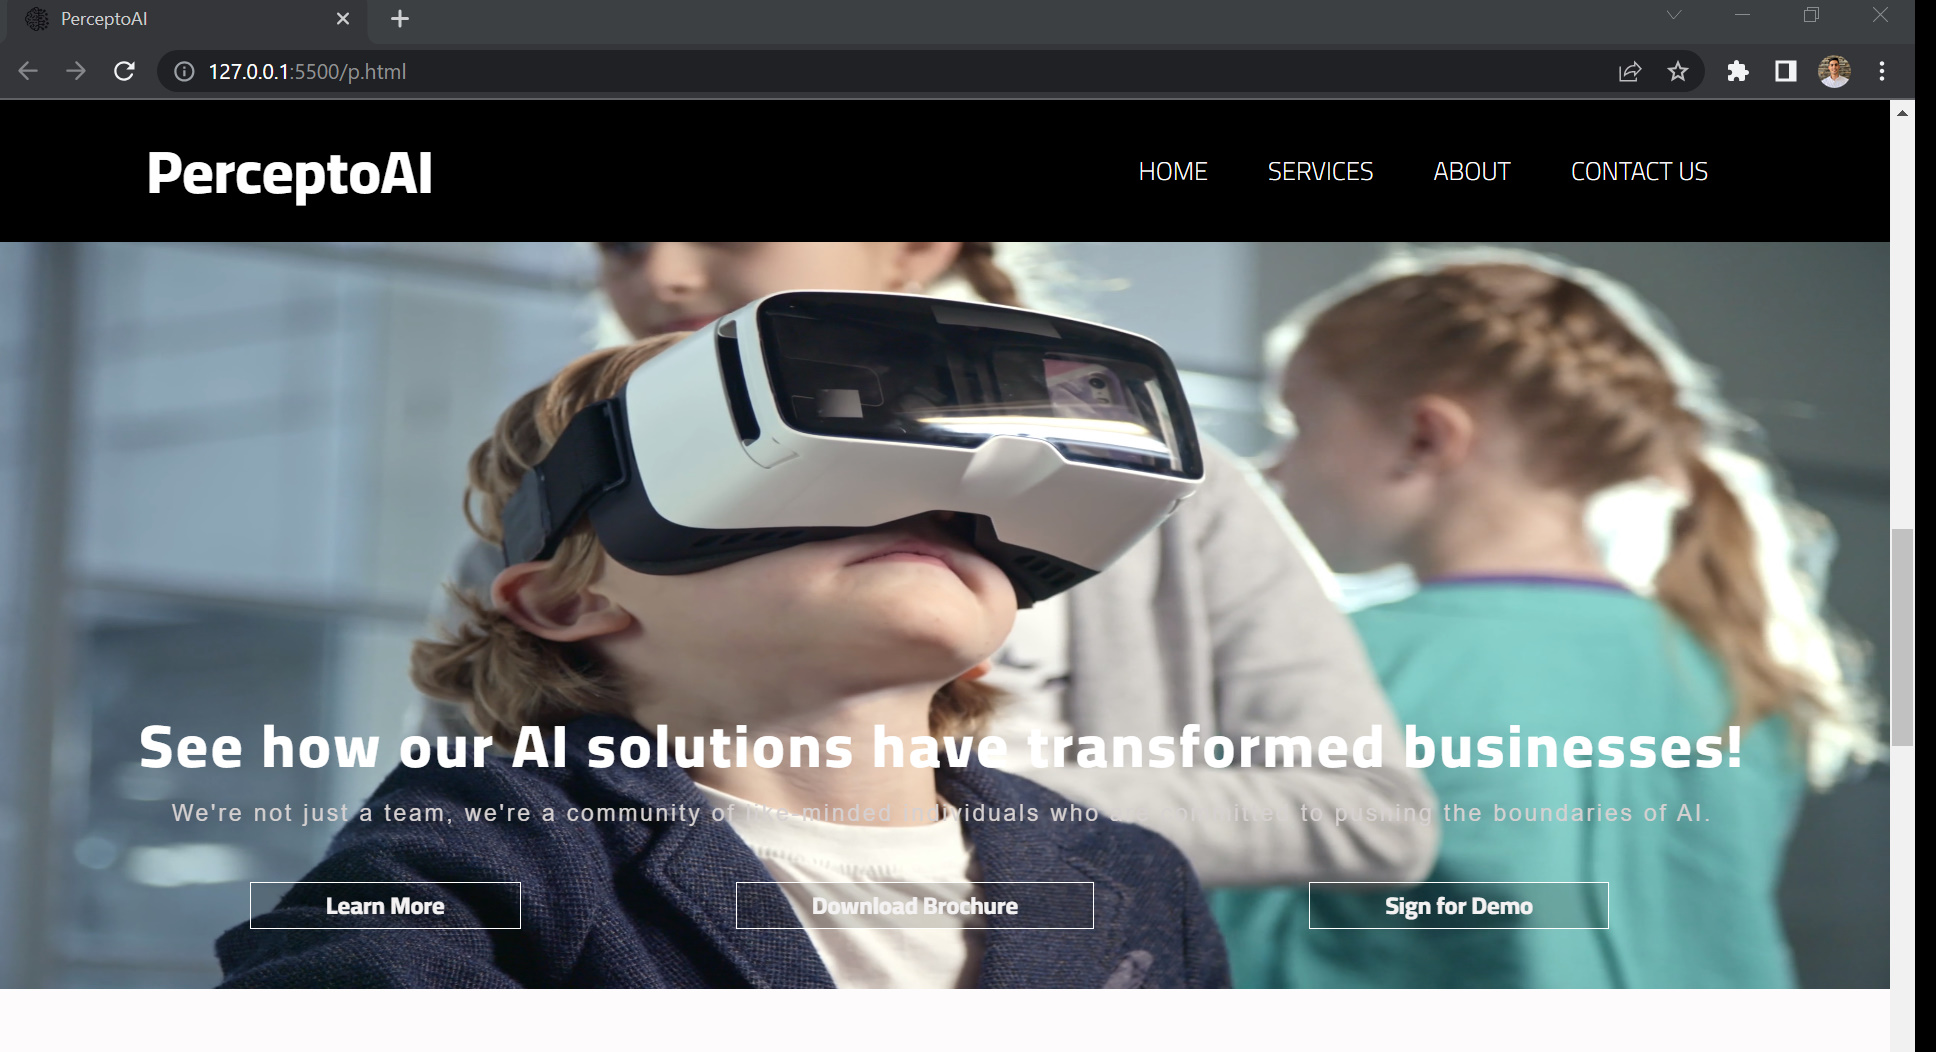 PerceptoAI
127.0.0.1:5500/p.html
PerceptoAI
HOME SERVICES ABOUT CONTACT US
See how our AI solutions have transformed businesses!
We're not just a team, we're a community of like-minded individuals who are committed to pushing the boundaries of AI.
Learn More Download Brochure Sign for Demo